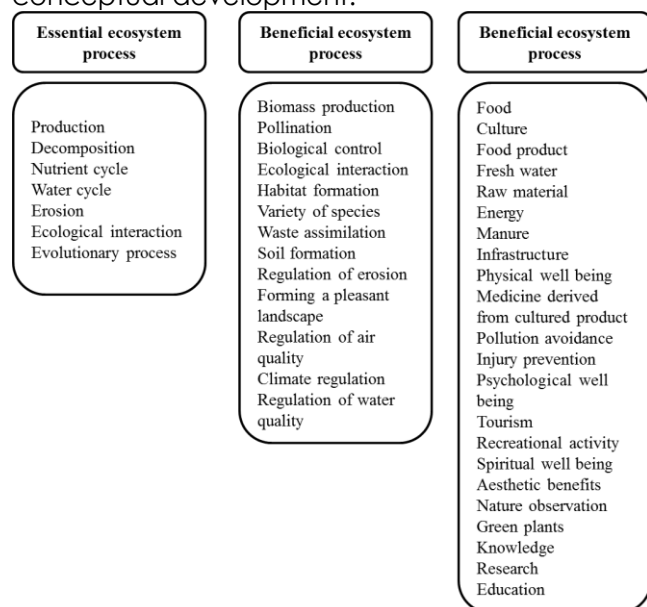 conceptual development.
Essential ecosystem
process
Production
Decomposition
Nutrient cycle
Water cycle
Erosion
Ecological interaction
Evolutionary process
Beneficial ecosystem
process
Biomass production
Pollination
Biological control
Ecological interaction
Habitat formation
Variety of species
Waste assimilation
Soil formation
Regulation of erosion
Forming a pleasant
landscape
Regulation of air
quality
Climate regulation
Regulation of water
quality
Beneficial ecosystem
process
Food
Culture
Food product
Fresh water
Raw material
Energy
Manure
Infrastructure
Physical well being
Medicine derived
from cultured product
Pollution avoidance
Injury prevention
Psychological well
being
Tourism
Recreational activity
Spiritual well being
Aesthetic benefits
Nature observation
Green plants
Knowledge
Research
Education